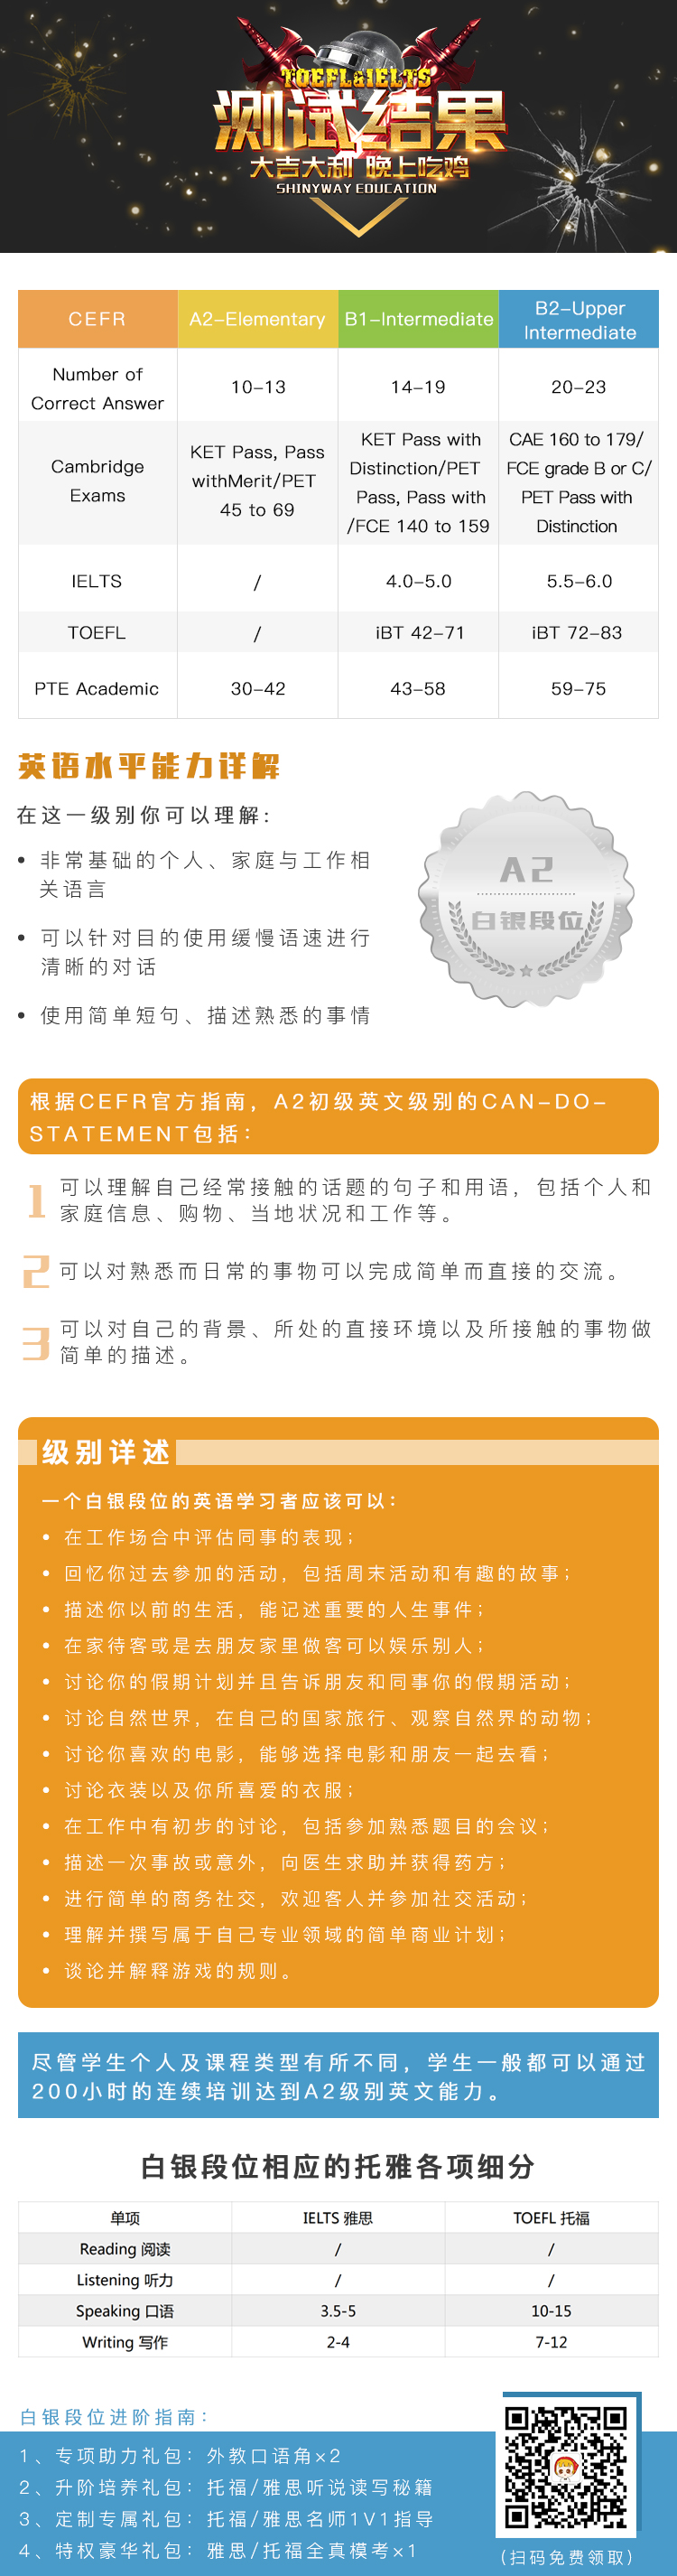 TOEFL&IELTS
测试结果
大吉大利 晚上吃鸡
SHINYWAY EDUCATION
CEFR
A2-Elementary
B1-Intermediate
B2-Upper
Intermediate
Number of
Correct Answer
10-13
14-19
20-23
Cambridge
Exams
KET Pass, Pass
withMerit/PET
45 to 69
KET Pass with
Distinction/PET
Pass, Pass with
/FCE 140 to 159
CAE 160 to 179/
FCE grade B or C/
PET Pass with
Distinction
IELTS
/
4.0-5.0
5.5-6.0
TOEFL
/
iBT 42-71
iBT 72-83
PTE Academic
30-42
43-58
59-75
英语水平能力详解
在这一级别你可以理解:
• 非常基础的个人、家庭与工作相
关语言
• 可以针对目的使用缓慢语速进行
清晰的对话
• 使用简单短句、描述熟悉的事情
A2
白银段位
根据CEFR官方指南, A2初级英文级别的CAN-DO-
STATEMENT包括:
1 可以理解自己经常接触的话题的句子和用语, 包括个人和
家庭信息、购物、当地状况和工作等。
2 可以对熟悉而日常的事物可以完成简单而直接的交流。
3 可以对自己的背景、所处的直接环境以及所接触的事物做
简单的描述。
级别详述
一个白银段位的英语学习者应该可以:
• 在工作场合中评估同事的表现;
• 回忆你过去参加的活动, 包括周末活动和有趣的故事;
• 描述你以前的生活, 能记述重要的人生事件;
• 在家待客或是去朋友家里做客可以娱乐别人;
• 讨论你的假期计划并且告诉朋友和同事你的假期活动;
• 讨论自然世界, 在自己的国家旅行、观察自然界的动物;
• 讨论你喜欢的电影, 能够选择电影和朋友一起去看;
• 讨论衣装以及你所喜爱的衣服;
• 在工作中有初步的讨论, 包括参加熟悉题目的会议;
• 描述一次事故或意外, 向医生求助并获得药方;
• 进行简单的商务社交, 欢迎客人并参加社交活动;
• 理解并撰写属于自己专业领域的简单商业计划;
• 谈论并解释游戏的规则。
尽管学生个人及课程类型有所不同, 学生一般都可以通过
200小时的连续培训达到A2级别英文能力。
白银段位相应的托雅各项细分
单项
IELTS 雅思
TOEFL 托福
Reading 阅读
/
/
Listening 听力
/
/
Speaking 口语
3.5-5
10-15
Writing 写作
2-4
7-12
白银段位进阶指南:
1、专项助力礼包: 外教口语角×2
2、升阶培养礼包: 托福/雅思听说读写秘籍
3、定制专属礼包: 托福/雅思名师1V1指导
4、特权豪华礼包: 雅思/托福全真模考×1
(扫码免费领取)